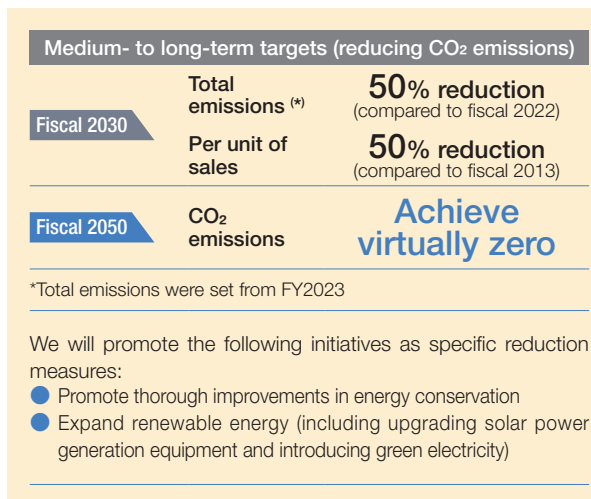 Medium- to long-term targets (reducing CO₂ emissions)
Fiscal 2030
Total
emissions (*)
50% reduction
(compared to fiscal 2022)
Per unit of
sales
50% reduction
(compared to fiscal 2013)
Fiscal 2050
CO₂
emissions
Achieve
virtually zero
*Total emissions were set from FY2023
We will promote the following initiatives as specific reduction
measures:
● Promote thorough improvements in energy conservation
● Expand renewable energy (including upgrading solar power
generation equipment and introducing green electricity)